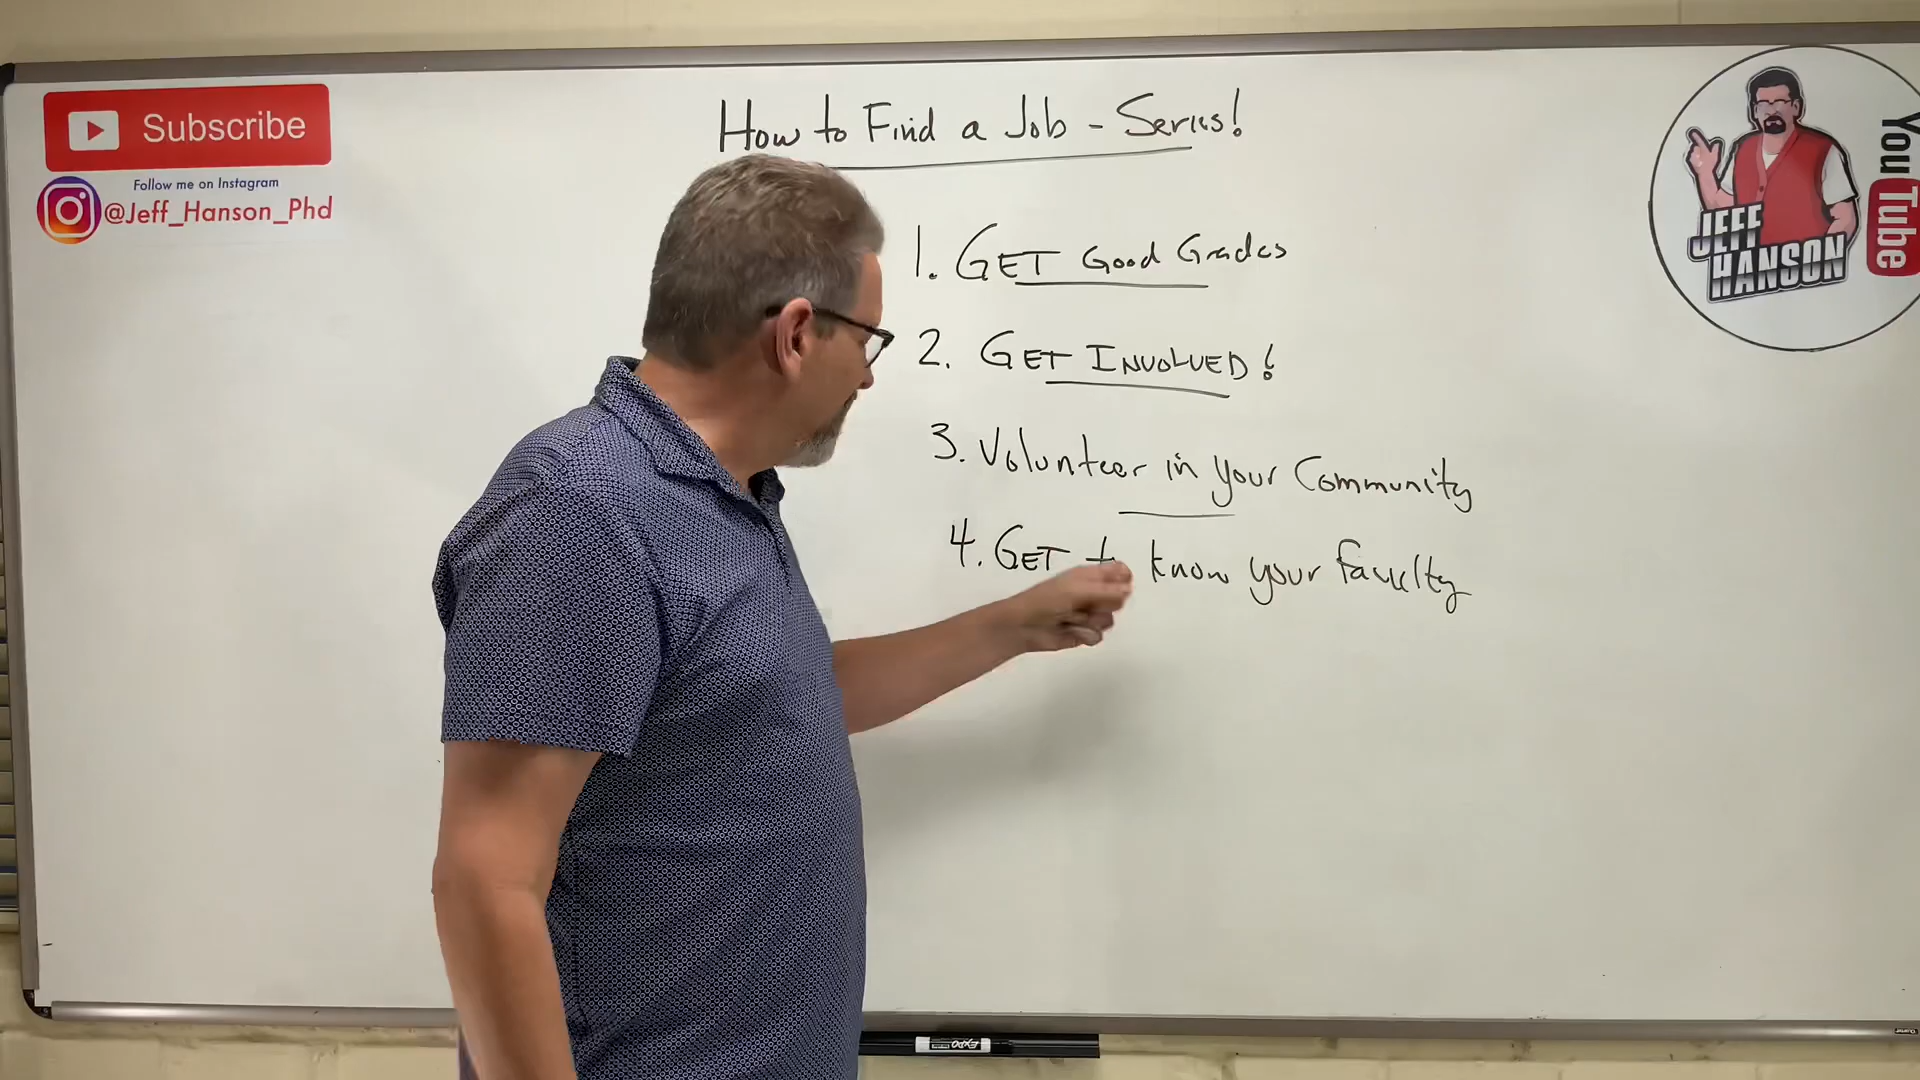 Subscribe
Follow me on Instagram
@Jeff_Hanson_Phd
How to Find a Job - Series!
1. GET Good Grades
2. GET INVOLVED!
3. Volunteer in your Community
4. GET to know your faculty
JEFF
HANSON
YouTube
EXPO